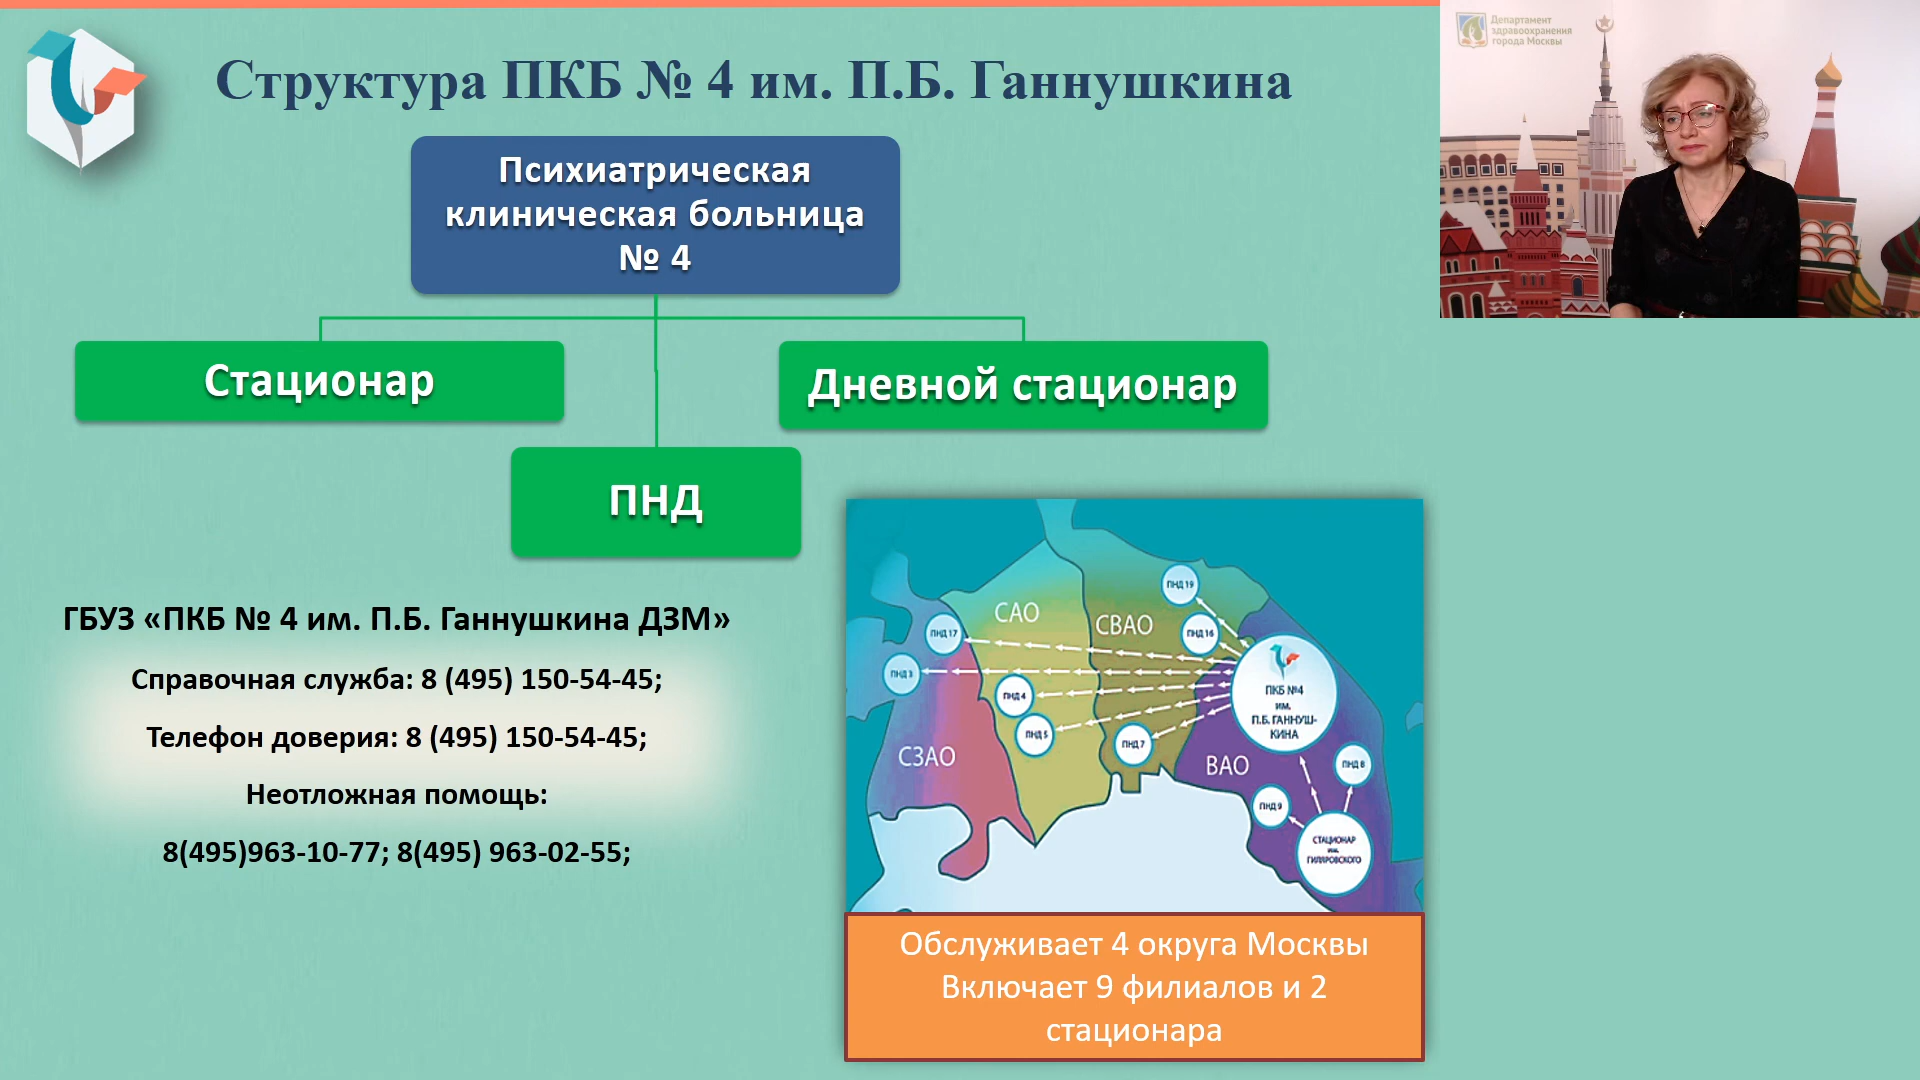 Департамент
здравоохранения
города Москвы
Структура ПКБ № 4 им. П.Б. Ганнушкина
Психиатрическая
клиническая больница
№ 4
Стационар
Дневной стационар
ПНД
ГБУЗ «ПКБ № 4 им. П.Б. Ганнушкина ДЗМ»
Справочная служба: 8 (495) 150-54-45;
Телефон доверия: 8 (495) 150-54-45;
Неотложная помощь:
8(495)963-10-77; 8(495) 963-02-55;
ПНД 19
САО
СВАО
ПНД 17
ПНД 16
ПНД 3
ПНД 4
ПКБ №4
им.
П.Б. ГАННУШ-
КИНА
ПНД 5
ПНД 7
СЗАО
ВАО
ПНД 8
ПНД 9
СТАЦИОНАР
им.
ГИЛЯРОВСКОГО
Обслуживает 4 округа Москвы
Включает 9 филиалов и 2
стационара